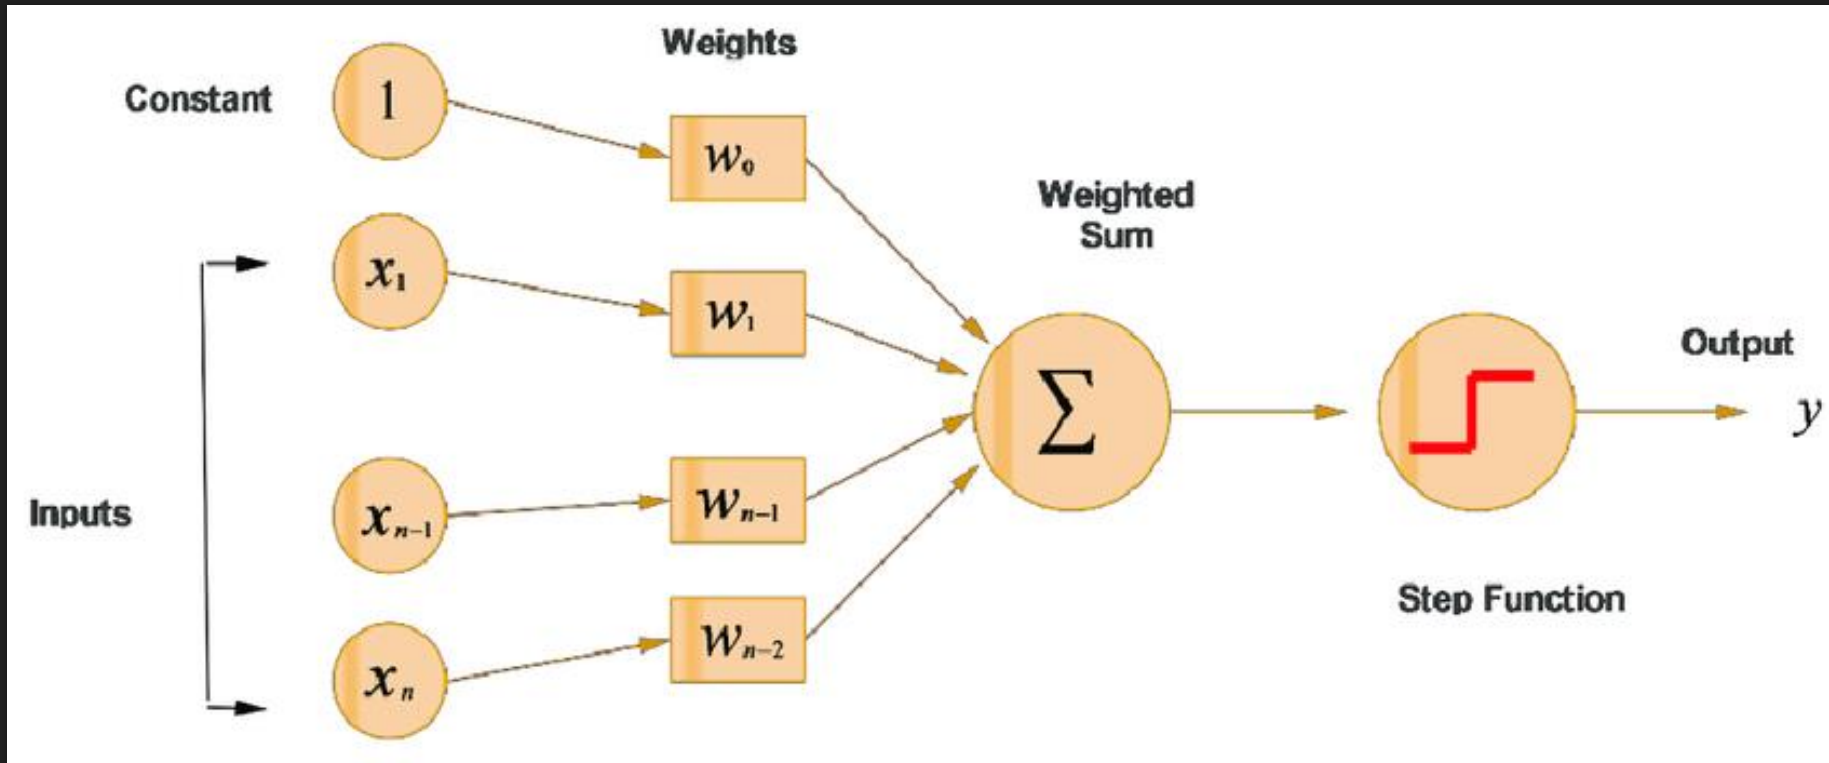 Weights
Constant
1
w₀
x₁
w₁
Weighted
Sum
Σ
Output
y
Inputs
xₙ₋₁
wₙ₋₁
Step Function
xₙ
wₙ₋₂